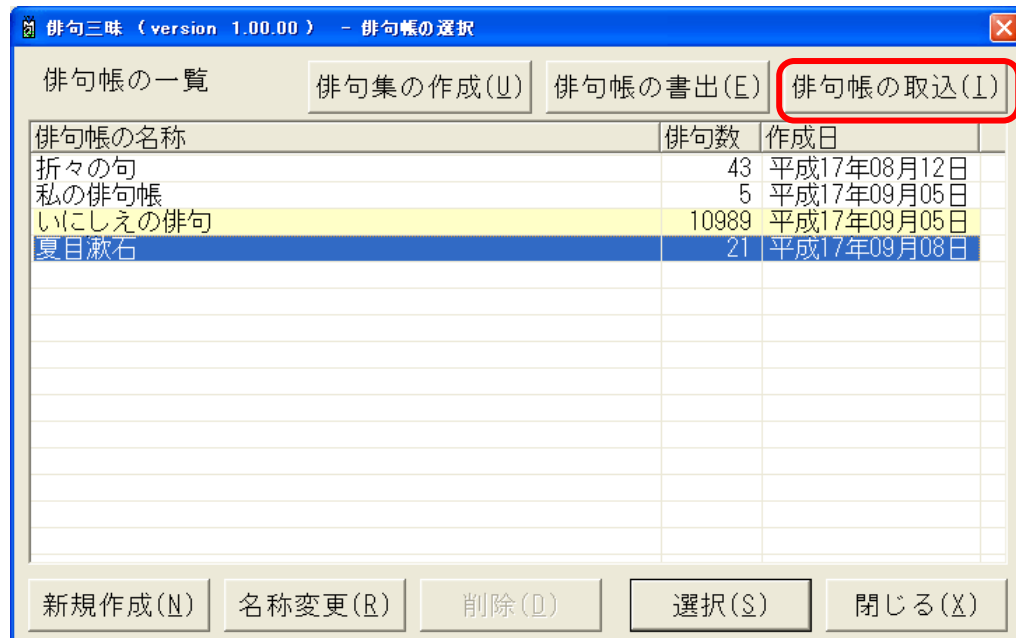 俳句三昧 (version 1.00.00) - 俳句帳の選択
俳句帳の一覧 俳句集の作成(U) 俳句帳の書出(E) 俳句帳の取込(I)
俳句帳の名称 俳句数 作成日
折々の句 43 平成17年08月12日
私の俳句帳 5 平成17年09月05日
いにしえの俳句 10989 平成17年09月05日
夏目漱石 21 平成17年09月08日
新規作成(N) 名称変更(R) 削除(D) 選択(S) 閉じる(X)